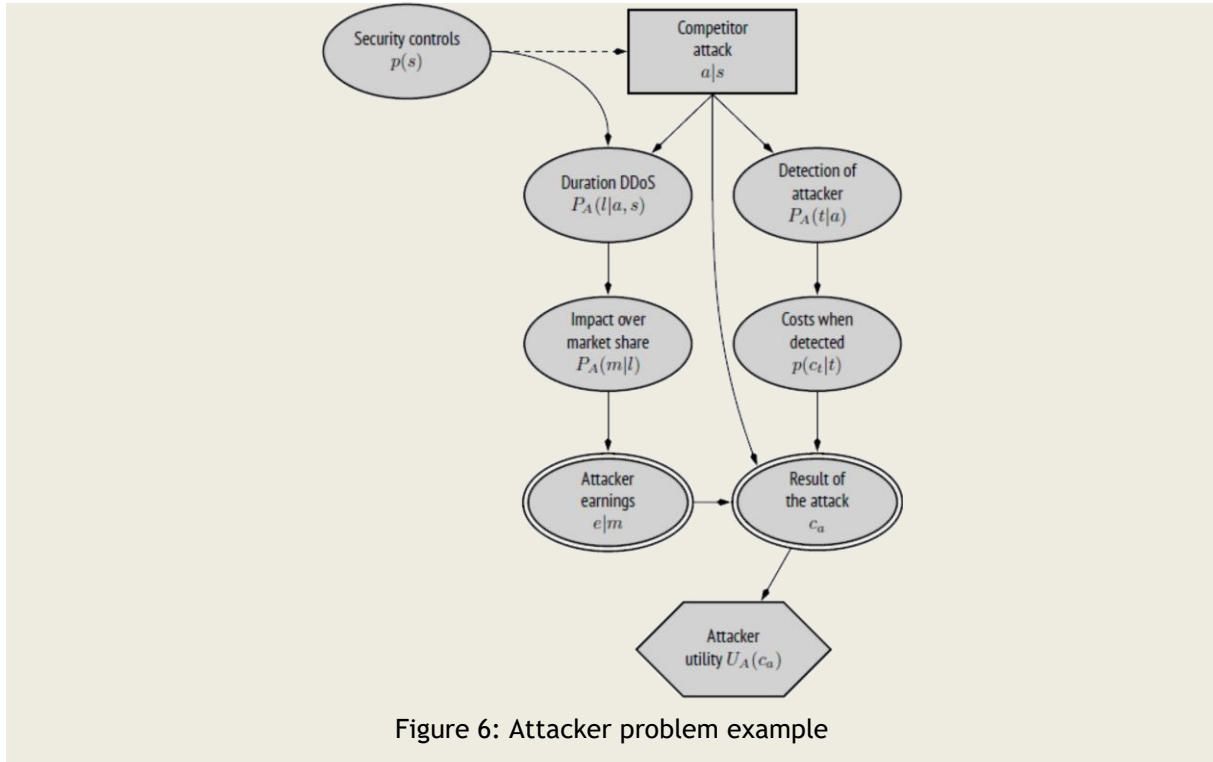 Security controls
p(s)
Competitor
attack
a|s
Duration DDoS
P_A(l|a, s)
Detection of
attacker
P_A(t|a)
Impact over
market share
P_A(m|l)
Costs when
detected
p(c_t|t)
Attacker
earnings
e|m
Result of
the attack
c_a
Attacker
utility U_A(c_a)
Figure 6: Attacker problem example